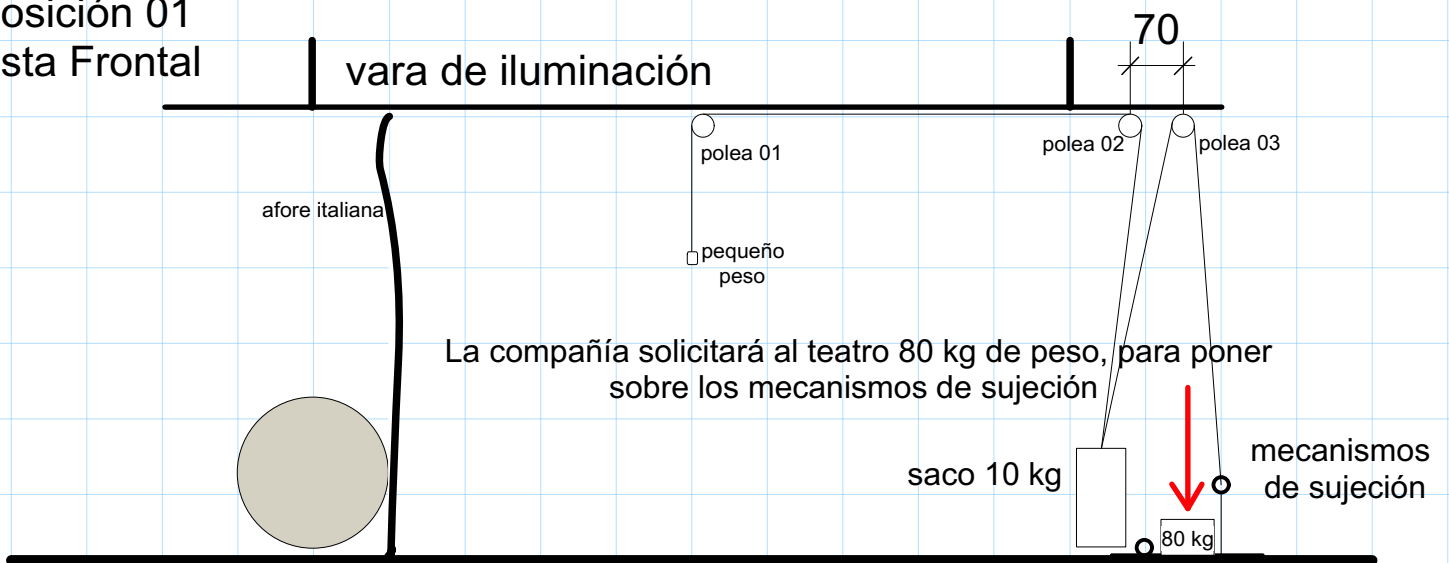 osición 01
sta Frontal
vara de iluminación
70
polea 01
polea 02
polea 03
afore italiana
pequeño
peso
La compañía solicitará al teatro 80 kg de peso, para poner
sobre los mecanismos de sujeción
saco 10 kg
mecanismos
de sujeción
80 kg